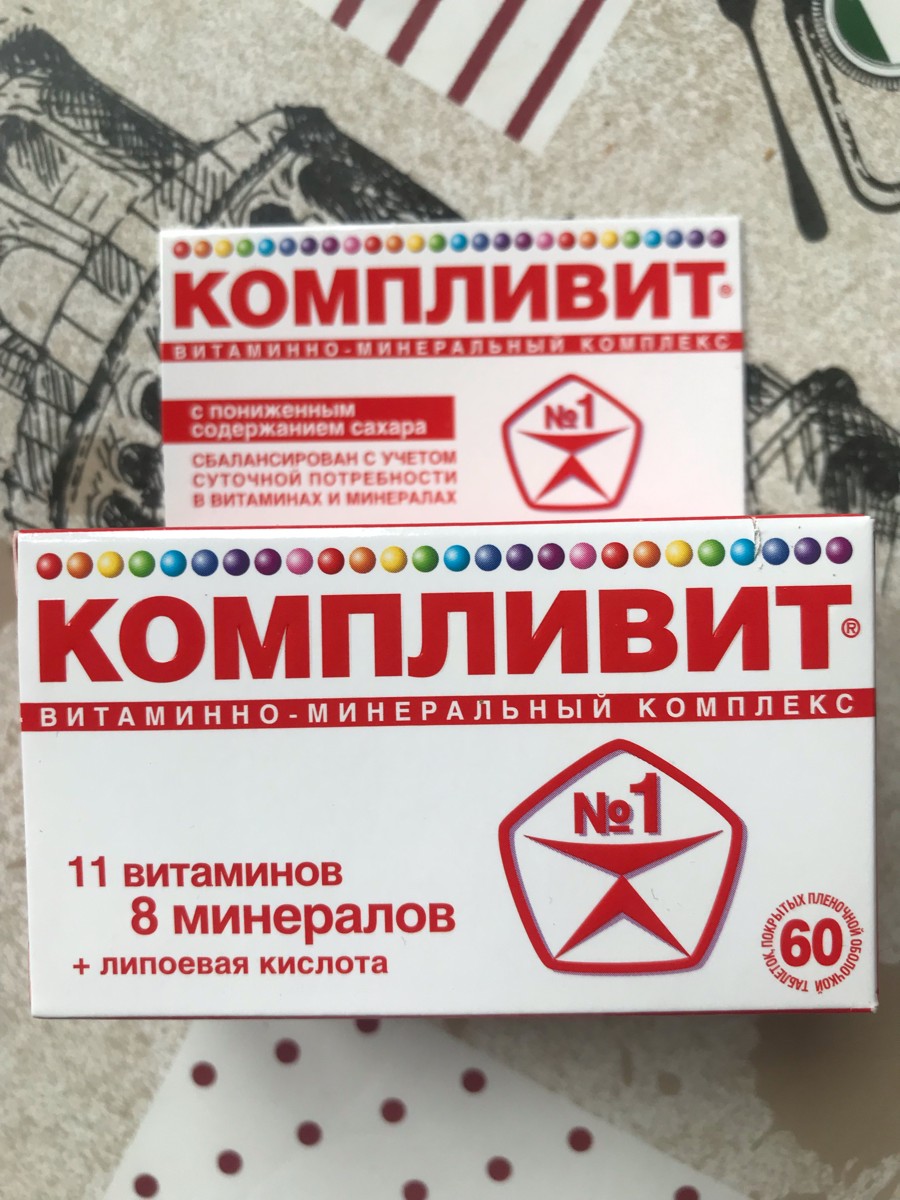 КОМПЛИВИТ®
ВИТАМИННО-МИНЕРАЛЬНЫЙ КОМПЛЕКС
с пониженным
содержанием сахара
СБАЛАНСИРОВАН С УЧЕТОМ
СУТОЧНОЙ ПОТРЕБНОСТИ
В ВИТАМИНАХ И МИНЕРАЛАХ
№1
КОМПЛИВИТ®
ВИТАМИННО-МИНЕРАЛЬНЫЙ КОМПЛЕКС
№1
11 витаминов
8 минералов
+ липоевая кислота
60
ТАБЛЕТОК, ПОКРЫТЫХ ПЛЕНОЧНОЙ ОБОЛОЧКОЙ